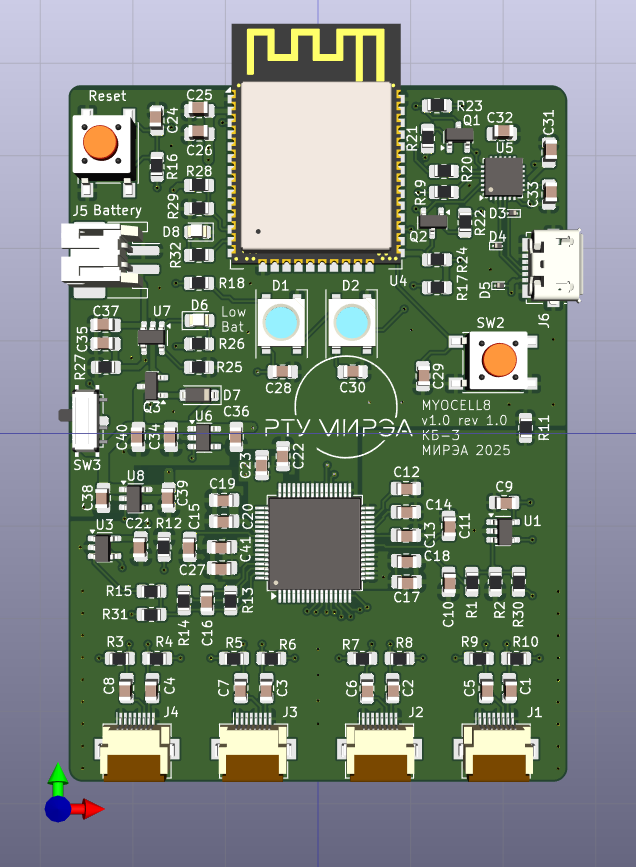 Reset
C25
C24
C26
R16
R28
R29
D8
R32
J5 Battery
R18
U4
R23
Q1
C32
C31
U5
R21
R20
R19
C33
D3
R22
Q2
D4
R24
R17
D5
J6
C37
U7
D6
Low
Bat.
D1
D2
SW2
C35
R26
R27
R25
C28
C30
C29
Q3
D7
C36
SW3
C40
C34
U6
РТУ МИРЭА
MYOCELL8
v1.0 rev 1.0
КБ-3
МИРЭА 2025
R11
C23
C22
U8
C38
C39
C19
C12
C9
U3
C21
R12
C15
C20
C14
C13
C11
U1
C41
C27
C18
C17
R15
R31
R14
C16
R13
C10
R1
R2
R30
R3
R4
R5
R6
R7
R8
R9
R10
C8
C4
C7
C3
C6
C2
C5
C1
J4
J3
J2
J1